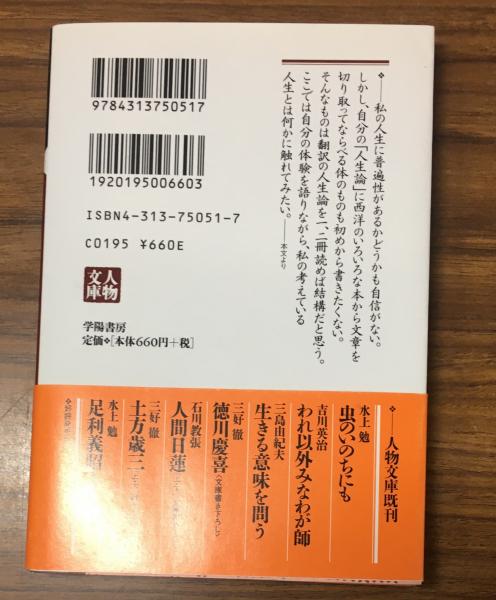 ❖──私の人生に普遍性があるかどうかも自信がない。
しかし、自分の「人生論」に西洋のいろいろな本から文章を
切り取ってならべる体のものも初めから書きたくない。
そんなものは翻訳の人生論を一、二冊読めば結構だと思う。
ここでは自分の体験を語りながら、私の考えている
人生とは何かに触れてみたい。──本文より
9784313750517
1920195006603
ISBN4-313-75051-7
C0195 ¥660E
人物
文庫
学陽書房
定価❖[本体660円+税]
❖──人物文庫既刊
水上 勉
虫のいのちにも
吉川英治
われ以外みなわが師
三島由紀夫
生きる意味を問う
三好 徹
徳川慶喜〈文庫書き下ろし〉
石川教張
人間日蓮
三好 徹
土方歳三
水上 勉
足利義昭